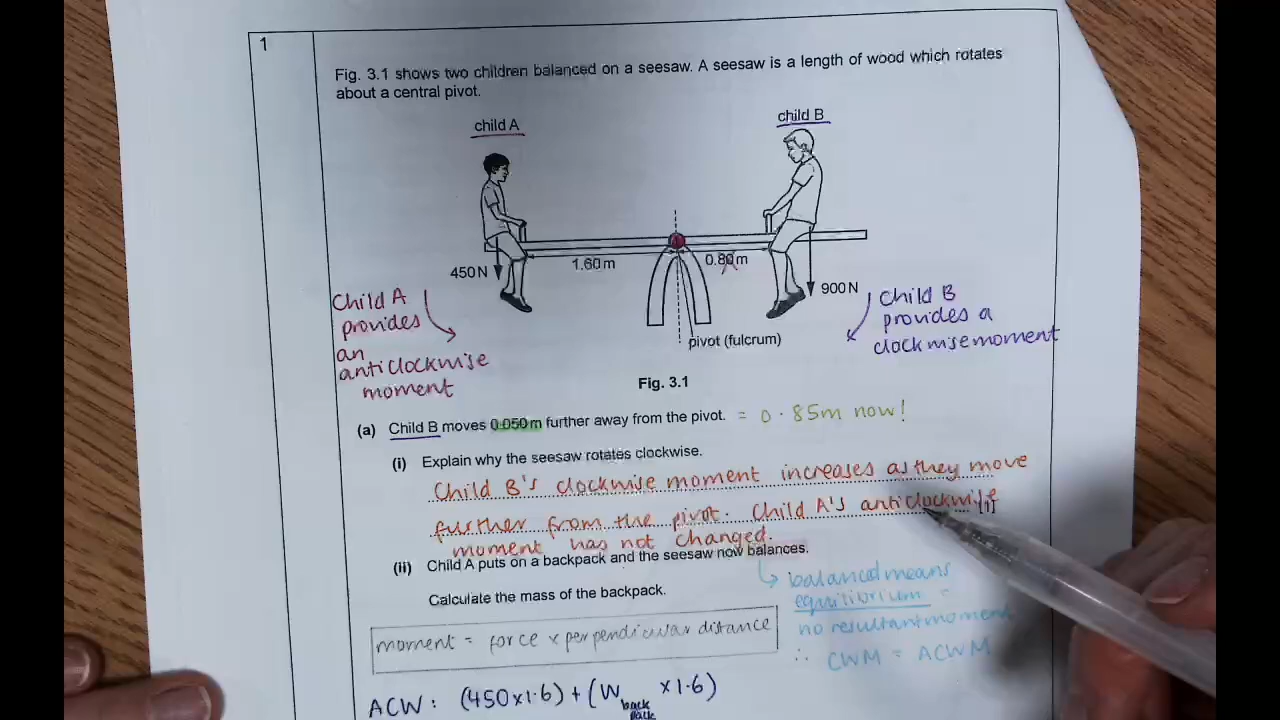 1
Fig. 3.1 shows two children balanced on a seesaw. A seesaw is a length of wood which rotates
about a central pivot.
child A
child B
450 N
1.60 m
0.80 m
900 N
pivot (fulcrum)
Child A
provides
an
anticlockwise
moment
Child B
provides a
clockwise moment
Fig. 3.1
(a) Child B moves 0.050 m further away from the pivot. = 0.85m now!
(i) Explain why the seesaw rotates clockwise.
Child B's clockwise moment increases as they move
further from the pivot. Child A's anticlockwise
moment has not changed.
(ii) Child A puts on a backpack and the seesaw now balances.
Calculate the mass of the backpack.
balanced means
equilibrium =
no resultant moment
∴ CWM = ACWM
moment = force × perpendicular distance
ACW: (450×1.6) + (W back pack ×1.6)